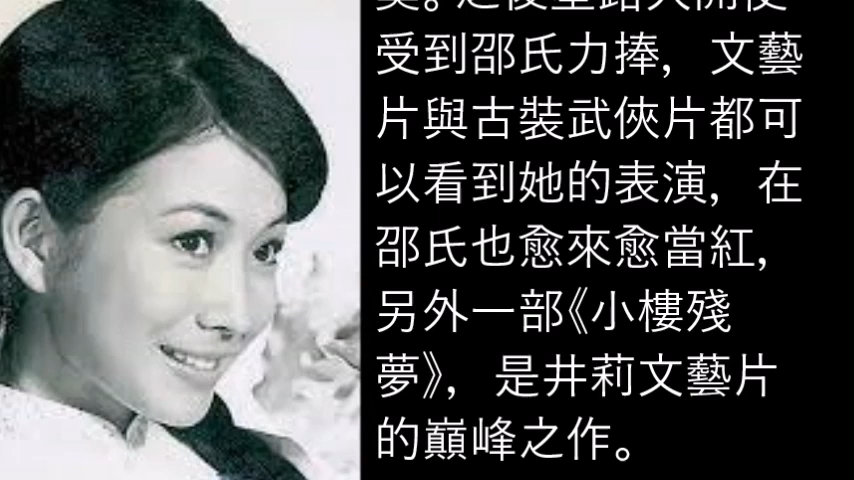 受到邵氏力捧，文藝
片與古裝武俠片都可
以看到她的表演，在
邵氏也愈來愈當紅，
另外一部《小樓殘
夢》，是井莉文藝片
的巔峰之作。